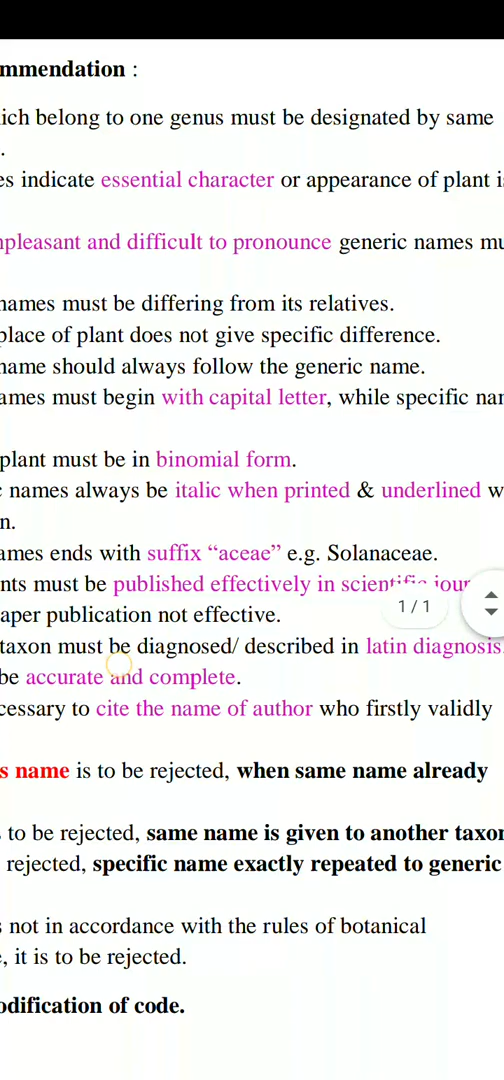 mmendation :
ich belong to one genus must be designated by same
.
es indicate essential character or appearance of plant i
npleasant and difficult to pronounce generic names mu
names must be differing from its relatives.
place of plant does not give specific difference.
name should always follow the generic name.
ames must begin with capital letter, while specific nar
plant must be in binomial form.
c names always be italic when printed & underlined w
n.
ames ends with suffix “aceae” e.g. Solanaceae.
nts must be published effectively in scientific jour
1 / 1
aper publication not effective.
taxon must be diagnosed/ described in latin diagnosis.
be accurate and complete.
cessary to cite the name of author who firstly validly
s name is to be rejected, when same name already
s to be rejected, same name is given to another taxon
rejected, specific name exactly repeated to generic
s not in accordance with the rules of botanical
e, it is to be rejected.
odification of code.